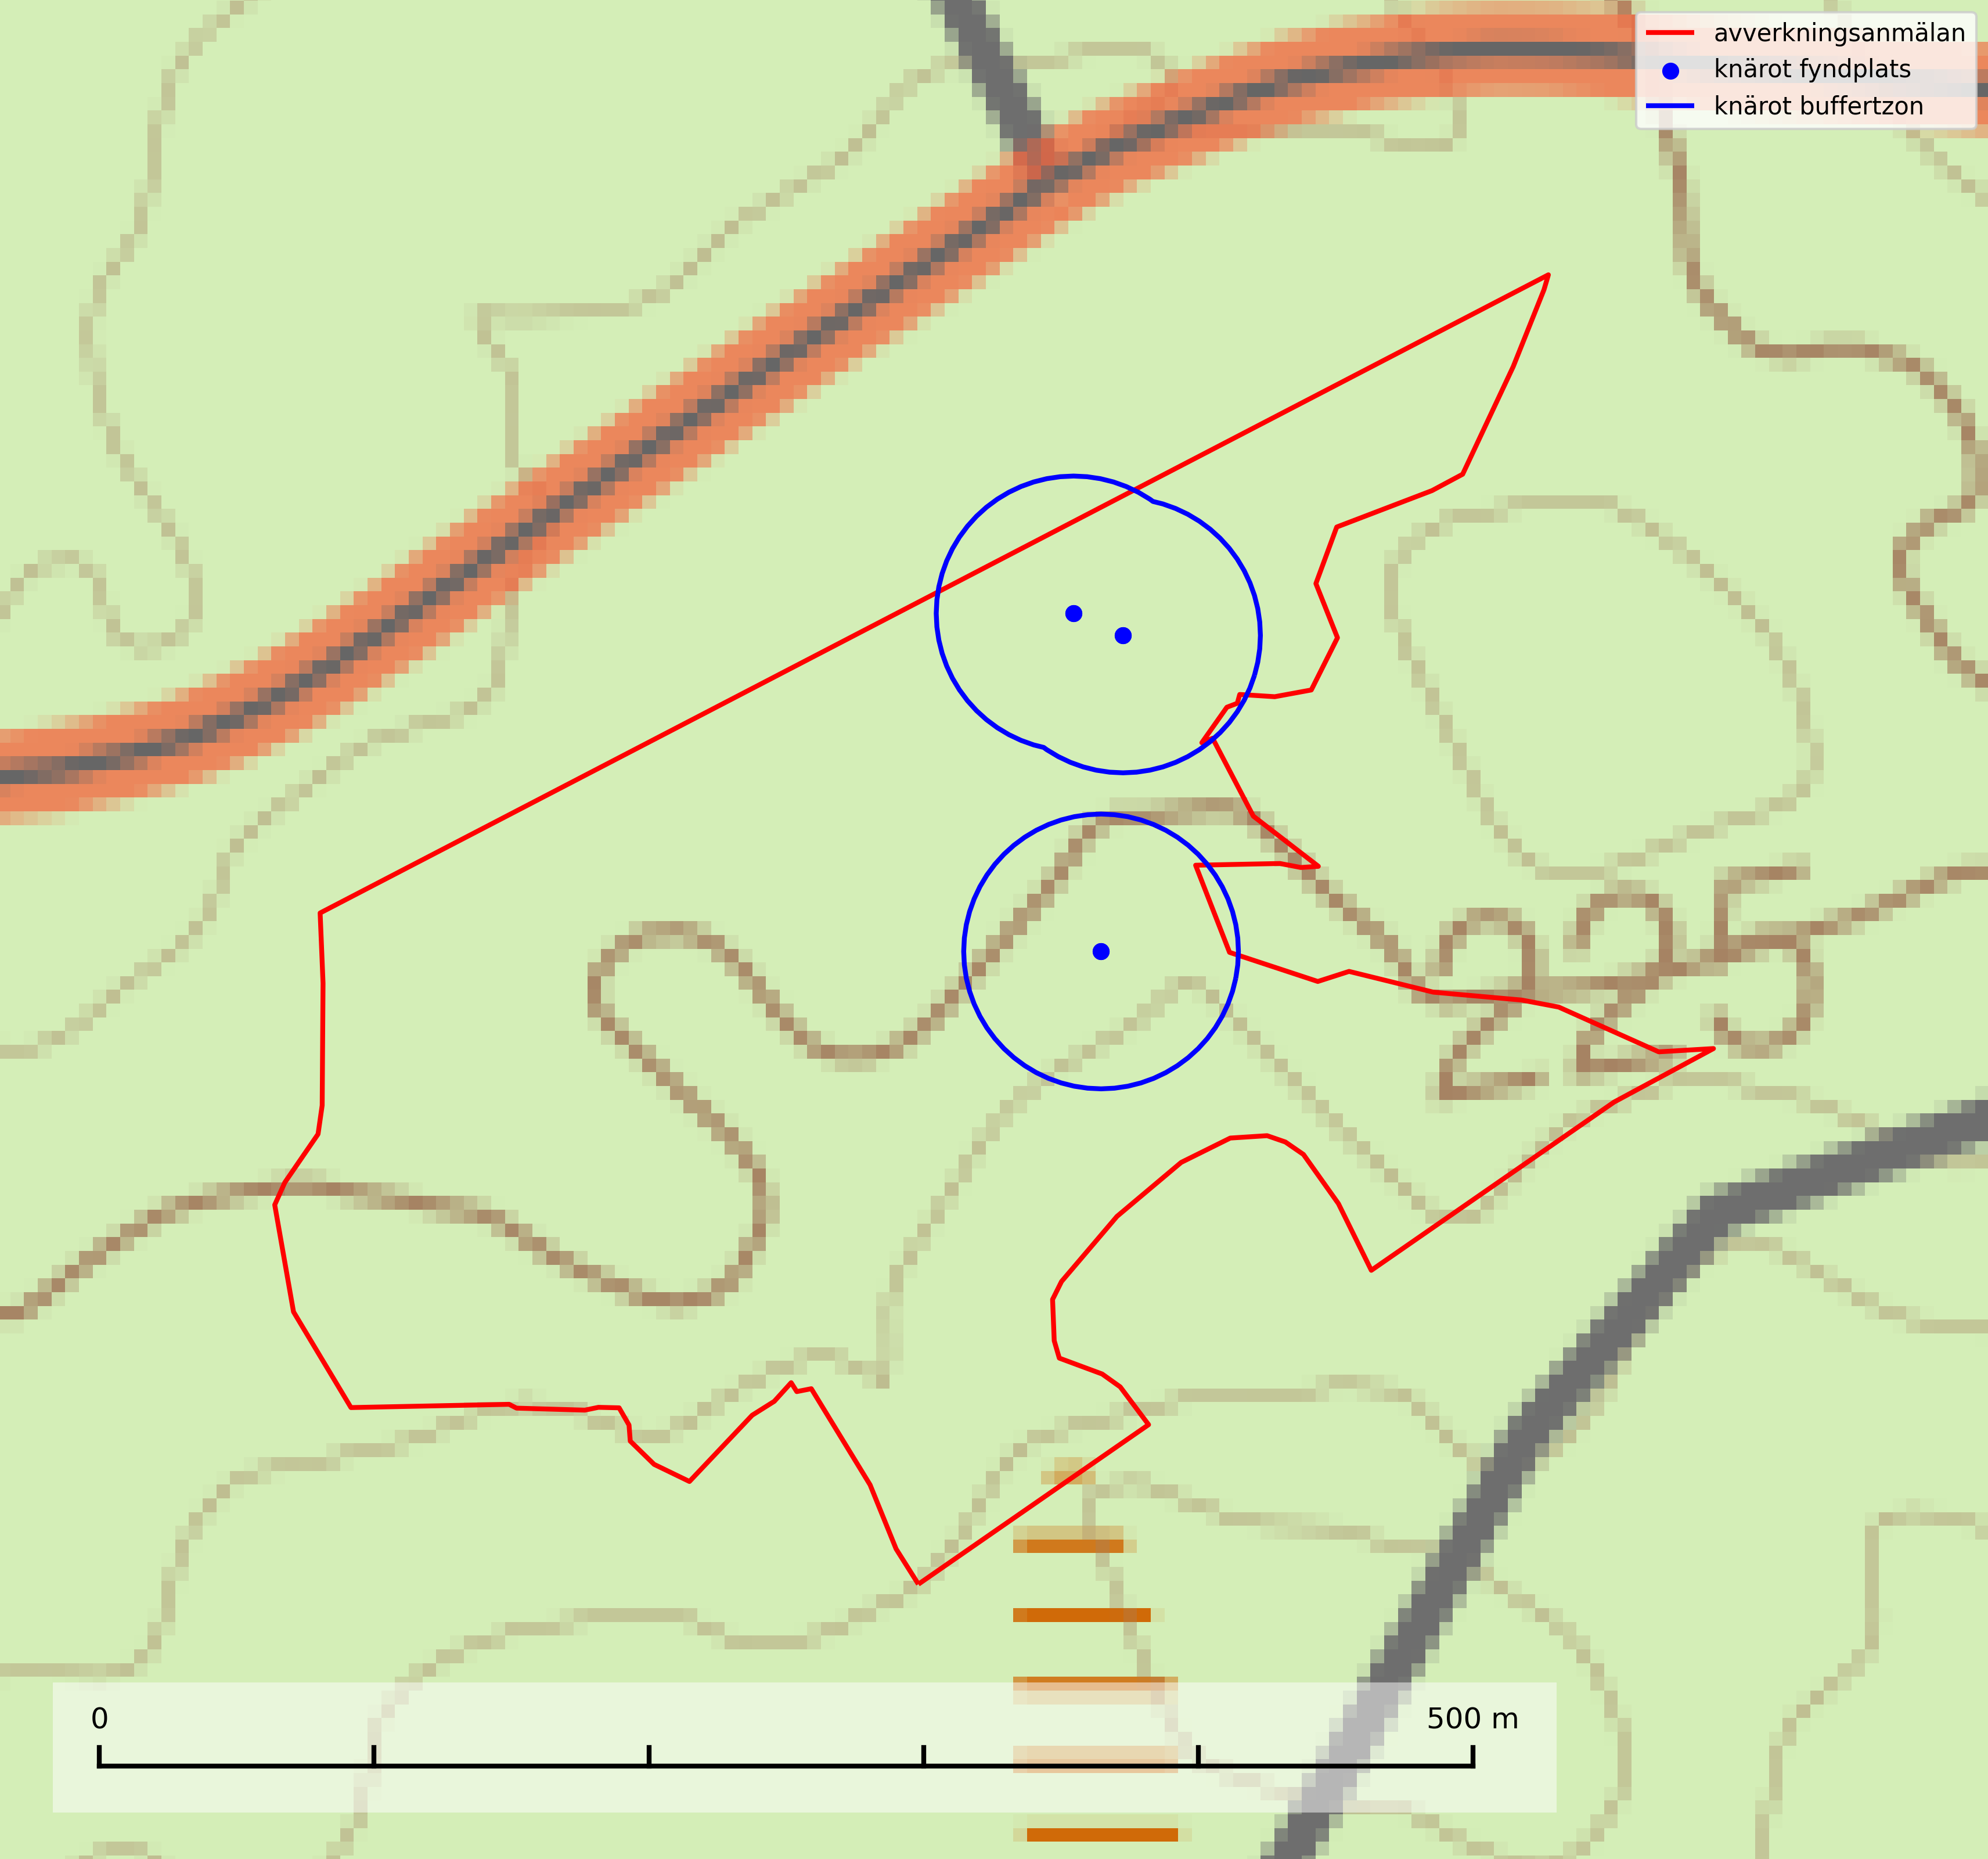 avverkningsanmälan
knärot fyndplats
knärot buffertzon
225
0 500 m